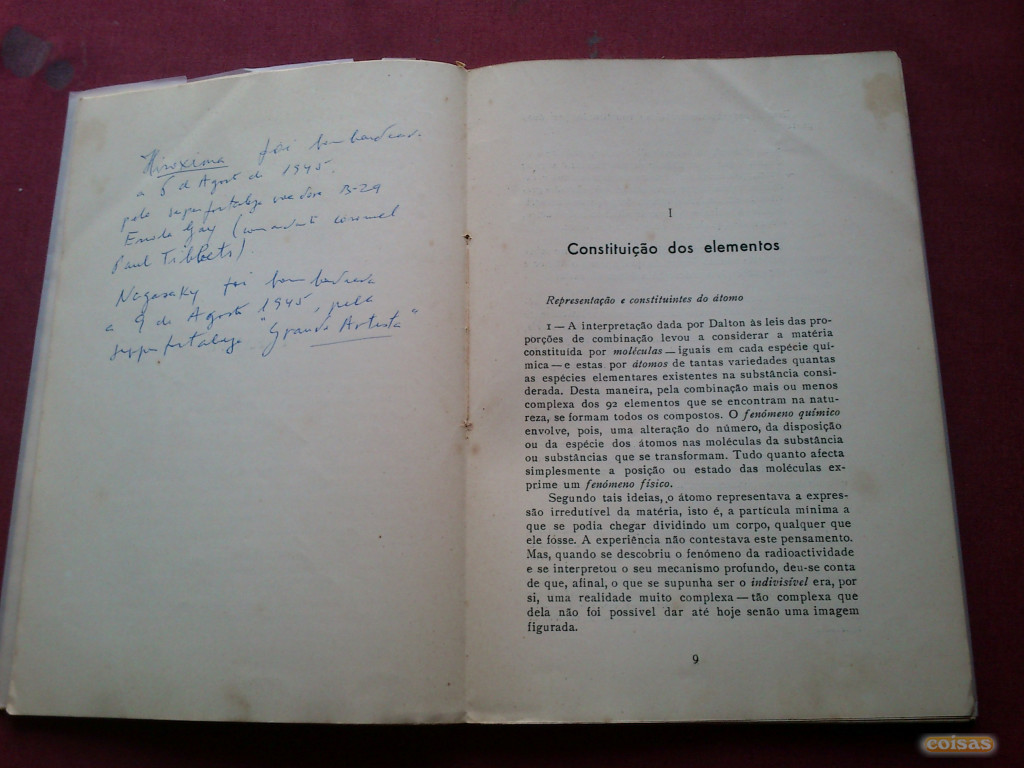 Hiroxima foi bombardeada
a 6 de Agosto de 1945
pela superfortaleza voadora B-29
Enola Gay (comandante coronel
Paul Tibbets).
Nagasaky foi bombardeada
a 9 de Agosto 1945, pela
superfortaleza "Grande Artista"
I
Constituição dos elementos
Representação e constituintes do átomo
1 — A interpretação dada por Dalton às leis das pro-
porções de combinação levou a considerar a matéria
constituída por moléculas — iguais em cada espécie quí-
mica — e estas por átomos de tantas variedades quantas
as espécies elementares existentes na substância consi-
derada. Desta maneira, pela combinação mais ou menos
complexa dos 92 elementos que se encontram na natu-
reza, se formam todos os compostos. O fenómeno químico
envolve, pois, uma alteração do número, da disposição
ou da espécie dos átomos nas moléculas da substância
ou substâncias que se transformam. Tudo quanto afecta
simplesmente a posição ou estado das moléculas ex-
prime um fenómeno físico.
Segundo tais ideias, o átomo representava a expres-
são irredutível da matéria, isto é, a partícula mínima a
que se podia chegar dividindo um corpo, qualquer que
ele fôsse. A experiência não contestava este pensamento.
Mas, quando se descobriu o fenómeno da radioactividade
e se interpretou o seu mecanismo profundo, deu-se conta
de que, afinal, o que se supunha ser o indivisível era, por
si, uma realidade muito complexa — tão complexa que
dela não foi possível dar até hoje senão uma imagem
figurada.
9
coisas